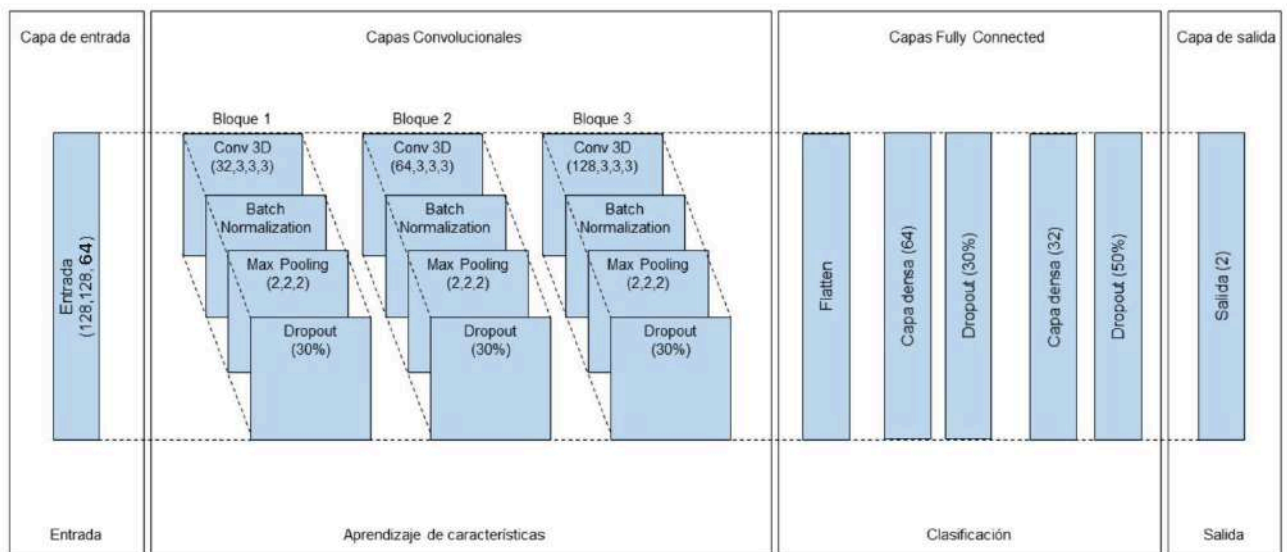 Capa de entrada
Capas Convolucionales
Capas Fully Connected
Capa de salida
Bloque 1
Bloque 2
Bloque 3
Entrada
(128,128,64)
Conv 3D
(32,3,3,3)
Batch
Normalization
Max Pooling
(2,2,2)
Dropout
(30%)
Conv 3D
(64,3,3,3)
Batch
Normalization
Max Pooling
(2,2,2)
Dropout
(30%)
Conv 3D
(128,3,3,3)
Batch
Normalization
Max Pooling
(2,2,2)
Dropout
(30%)
Flatten
Capa densa (64)
Dropout (30%)
Capa densa (32)
Dropout (50%)
Salida (2)
Entrada
Aprendizaje de características
Clasificación
Salida